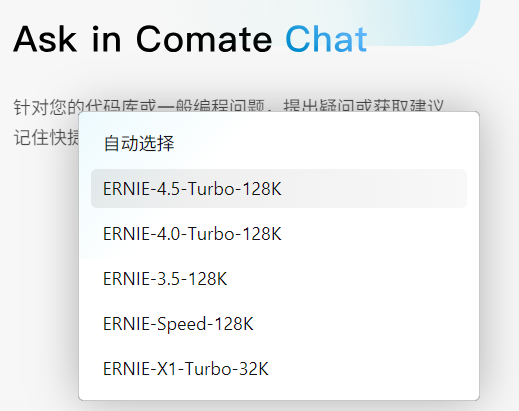 Ask in Comate Chat
针对您的代码库或一般编程问题，提出疑问或获取建议
记住快捷
自动选择
ERNIE-4.5-Turbo-128K
ERNIE-4.0-Turbo-128K
ERNIE-3.5-128K
ERNIE-Speed-128K
ERNIE-X1-Turbo-32K